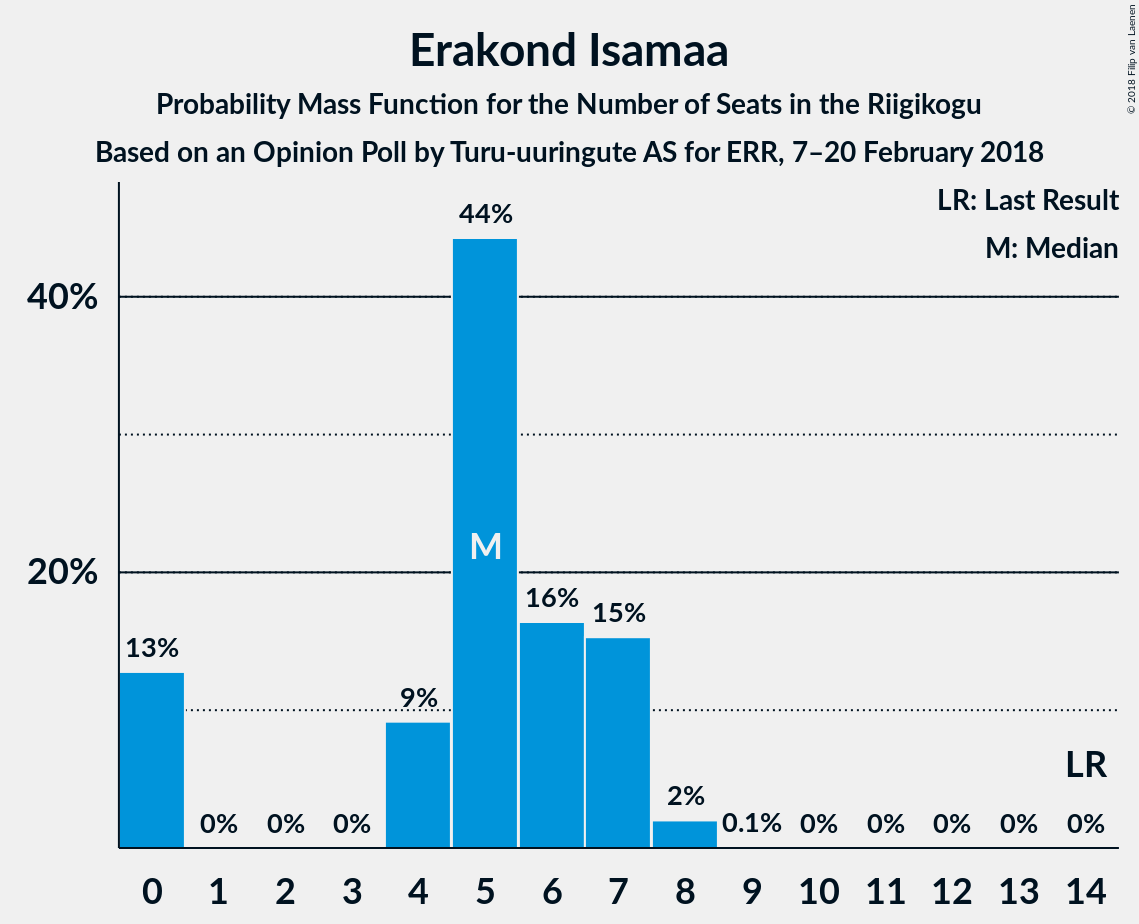 Erakond Isamaa
Probability Mass Function for the Number of Seats in the Riigikogu
Based on an Opinion Poll by Turu-uuringute AS for ERR, 7–20 February 2018
© 2018 Filip van Laenen
LR: Last Result
M: Median
40%
20%
13%
0%
0%
0%
9%
44%
M
16%
15%
2%
0.1%
0%
0%
0%
0%
0%
LR
0 1 2 3 4 5 6 7 8 9 10 11 12 13 14